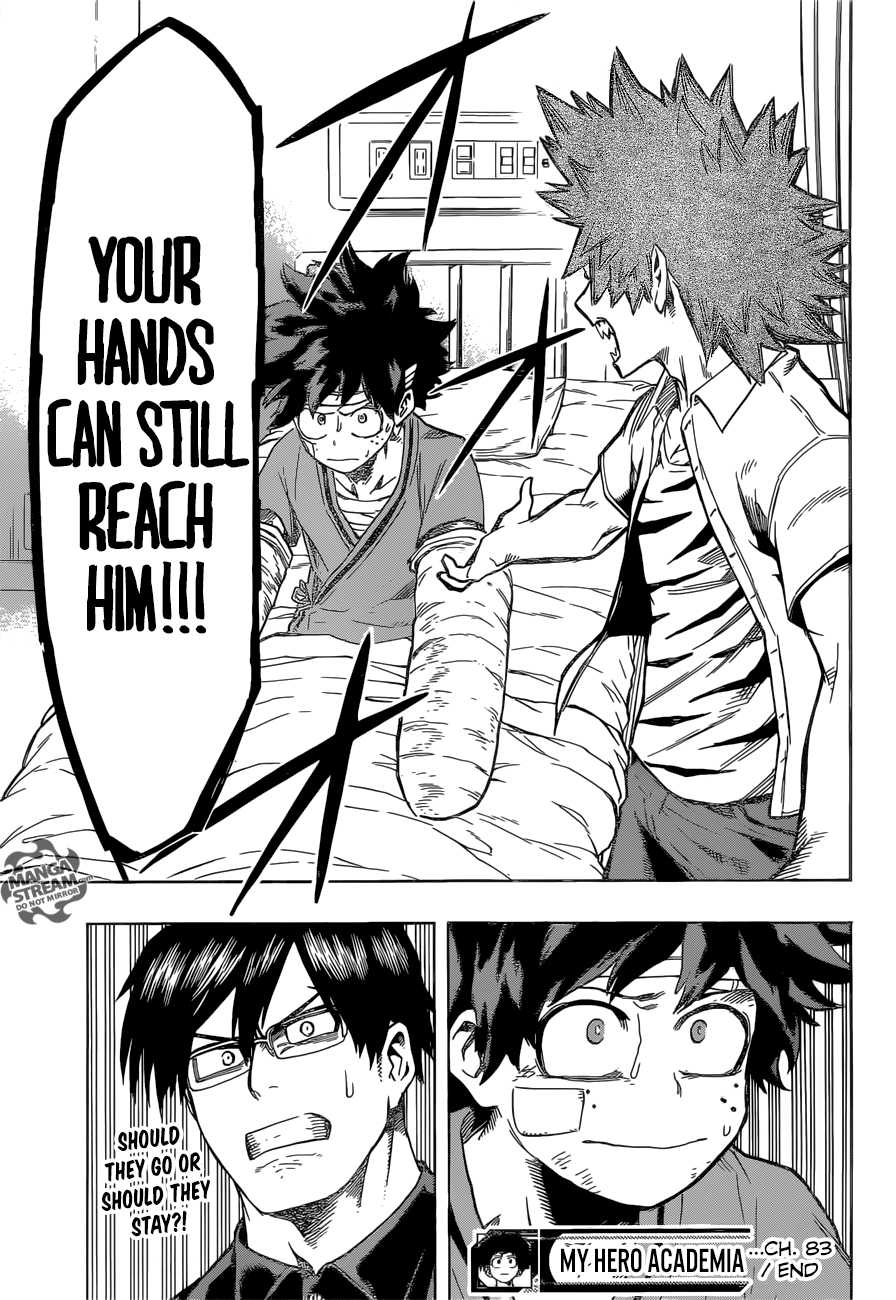 YOUR
HANDS
CAN STILL
REACH
HIM!!!
MANGA
STREAM.com
DO NOT MIRROR
SHOULD
THEY GO OR
SHOULD THEY
STAY?!
MY HERO ACADEMIA
...CH. 83
/ END